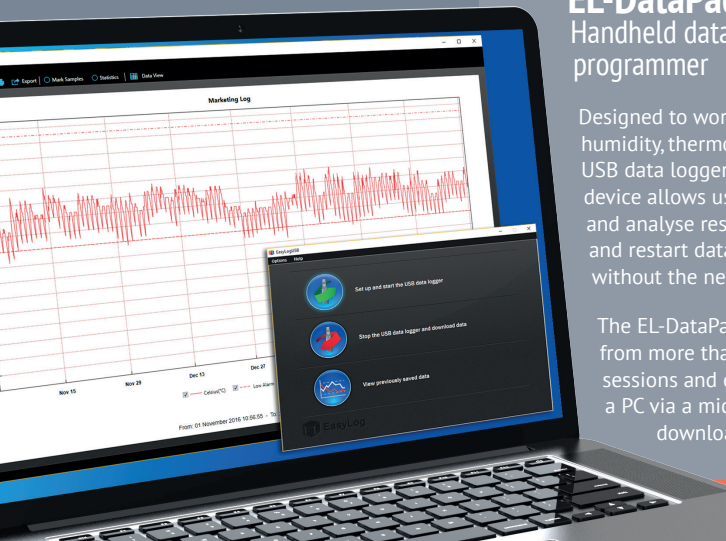 EL-DataPa
Handheld data
programmer
Designed to wor
humidity, thermo
USB data logger
device allows us
and analyse res
and restart data
without the ne
The EL-DataPa
from more tha
sessions and
a PC via a mic
downloa
Export Mark Samples Statistics Data View
Marketing Log
Nov 15 Nov 29 Dec 13 Dec 27
Celsius(°C) Low Alarm
From: 01 November 2016 10:56:55 - To:
EasyLogUSB
Options Help
Set up and start the USB data logger
Stop the USB data logger and download data
View previously saved data
EasyLog